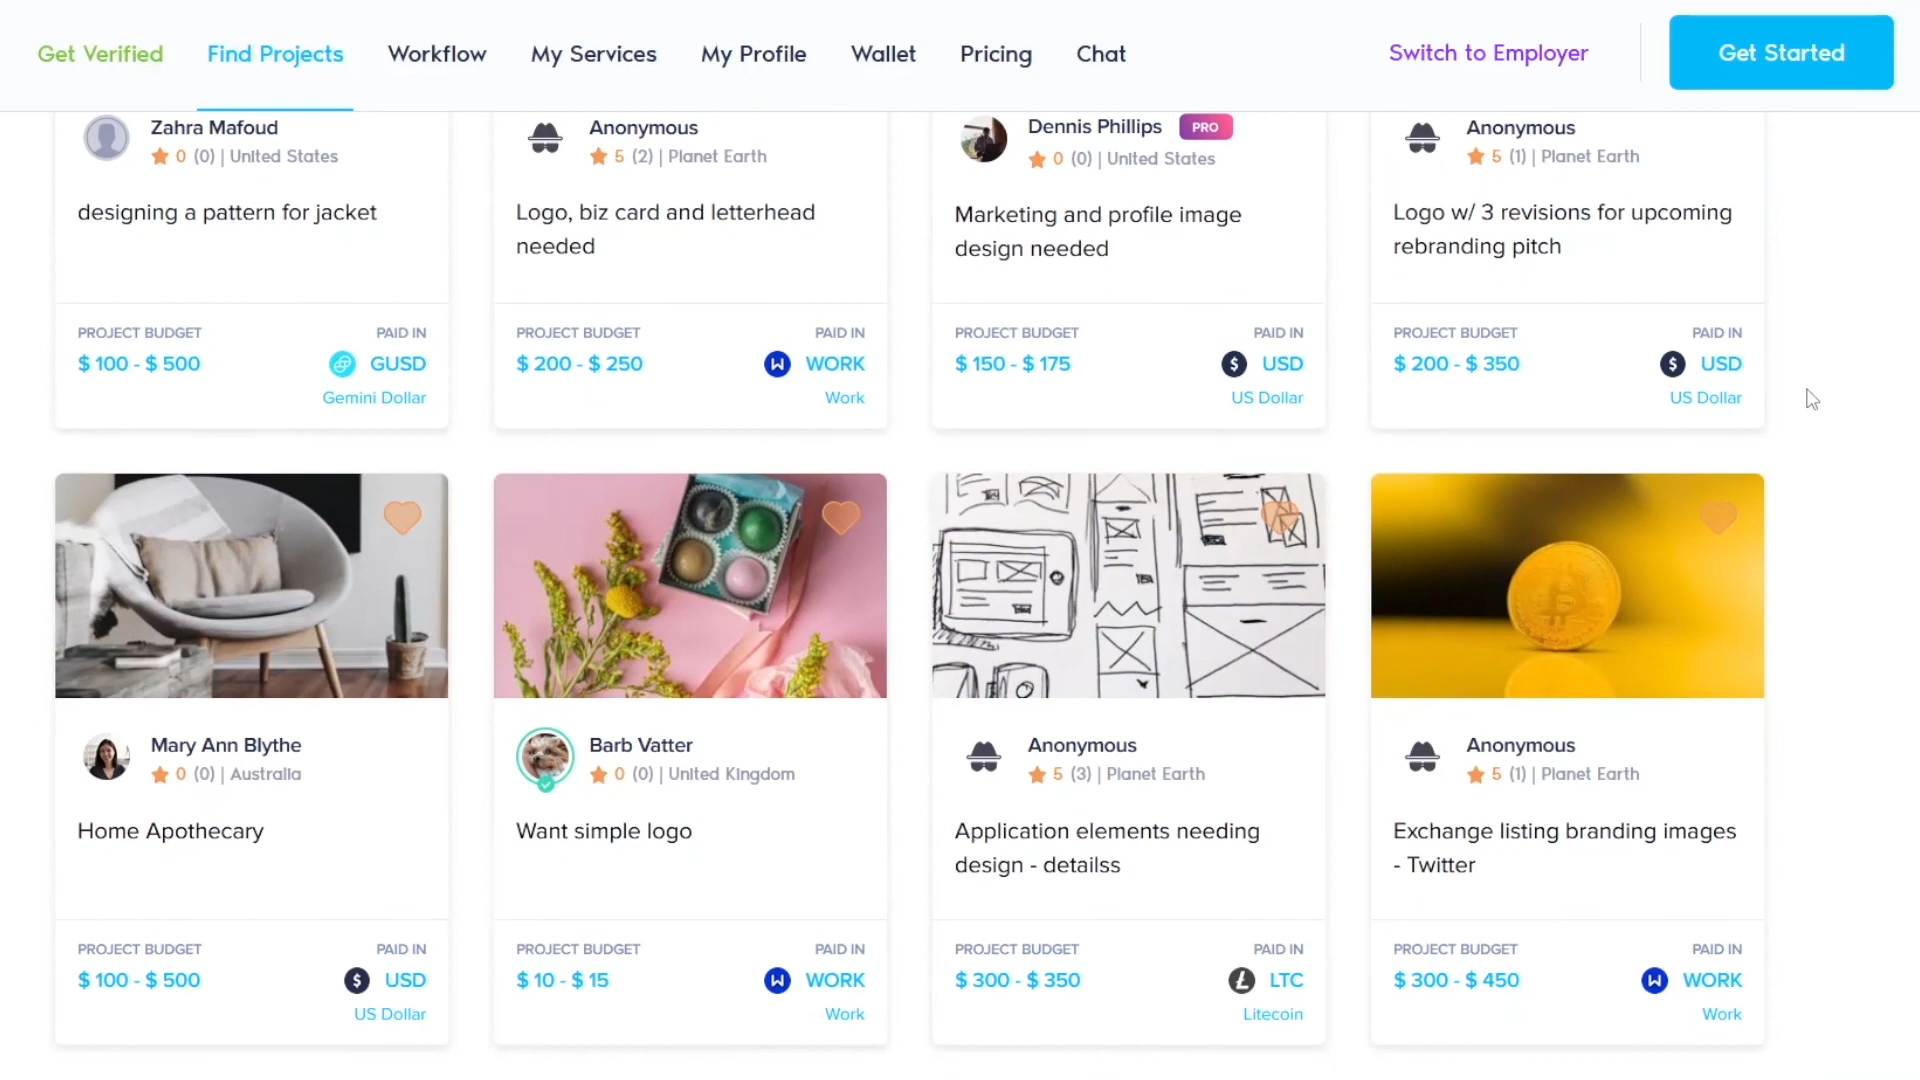 Get Verified
Find Projects
Workflow
My Services
My Profile
Wallet
Pricing
Chat
Switch to Employer
Get Started
Zahra Mafoud
0 (0) | United States
designing a pattern for jacket
PROJECT BUDGET
PAID IN
$ 100 - $ 500
GUSD
Gemini Dollar
Anonymous
5 (2) | Planet Earth
Logo, biz card and letterhead
needed
PROJECT BUDGET
PAID IN
$ 200 - $ 250
WORK
Work
Dennis Phillips PRO
0 (0) | United States
Marketing and profile image
design needed
PROJECT BUDGET
PAID IN
$ 150 - $ 175
$ USD
US Dollar
Anonymous
5 (1) | Planet Earth
Logo w/ 3 revisions for upcoming
rebranding pitch
PROJECT BUDGET
PAID IN
$ 200 - $ 350
$ USD
US Dollar
Mary Ann Blythe
0 (0) | Australia
Home Apothecary
PROJECT BUDGET
PAID IN
$ 100 - $ 500
$ USD
US Dollar
Barb Vatter
0 (0) | United Kingdom
Want simple logo
PROJECT BUDGET
PAID IN
$ 10 - $ 15
WORK
Work
Anonymous
5 (3) | Planet Earth
Application elements needing
design - detailss
PROJECT BUDGET
PAID IN
$ 300 - $ 350
LTC
Litecoin
Anonymous
5 (1) | Planet Earth
Exchange listing branding images
- Twitter
PROJECT BUDGET
PAID IN
$ 300 - $ 450
WORK
Work